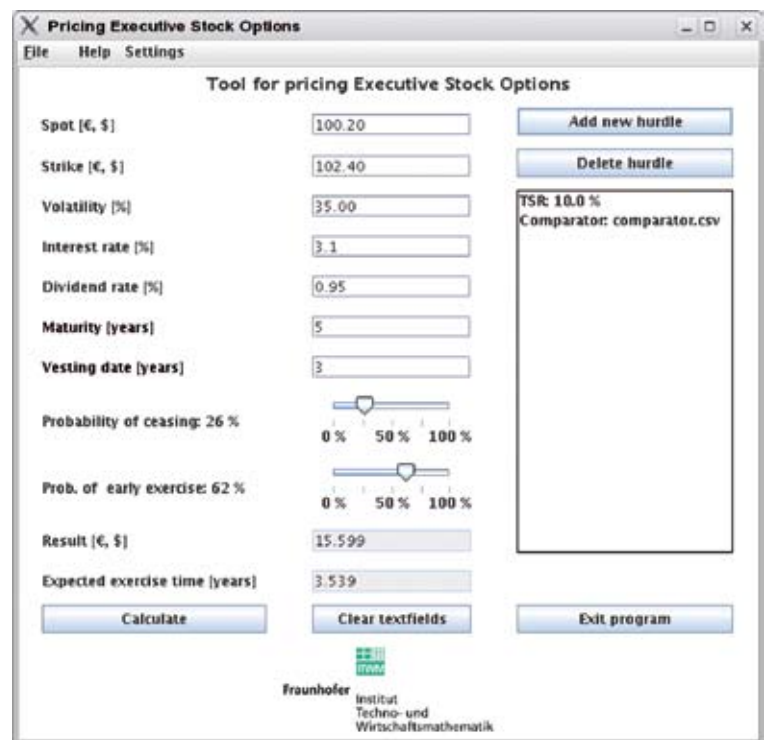 Pricing Executive Stock Options
File Help Settings
Tool for pricing Executive Stock Options
Spot [€, $] 100.20 Add new hurdle
Strike [€, $] 102.40 Delete hurdle
Volatility [%] 35.00
TSR: 10.0 %
Comparator: comparator.csv
Interest rate [%] 3.1
Dividend rate [%] 0.95
Maturity [years] 5
Vesting date [years] 3
Probability of ceasing: 26 %
0 % 50 % 100 %
Prob. of early exercise: 62 %
0 % 50 % 100 %
Result [€, $] 15.599
Expected exercise time [years] 3.539
Calculate Clear textfields Exit program
ITWM
Fraunhofer
Institut
Techno- und
Wirtschaftsmathematik